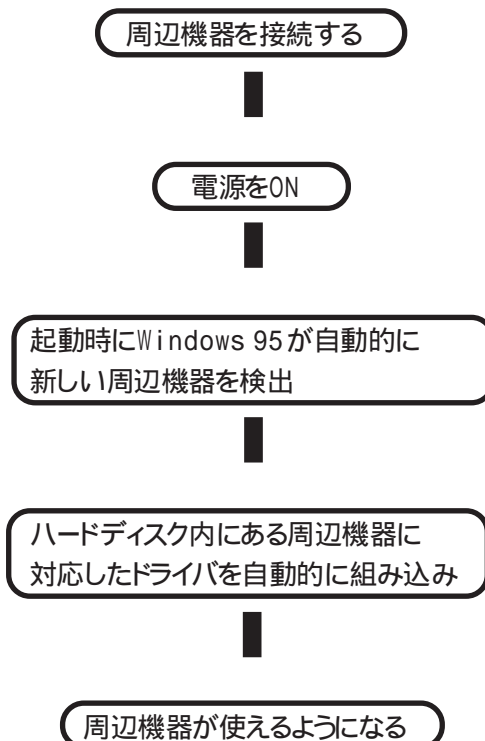 周辺機器を接続する
電源をON
起動時にWindows 95が自動的に
新しい周辺機器を検出
ハードディスク内にある周辺機器に
対応したドライバを自動的に組み込み
周辺機器が使えるようになる